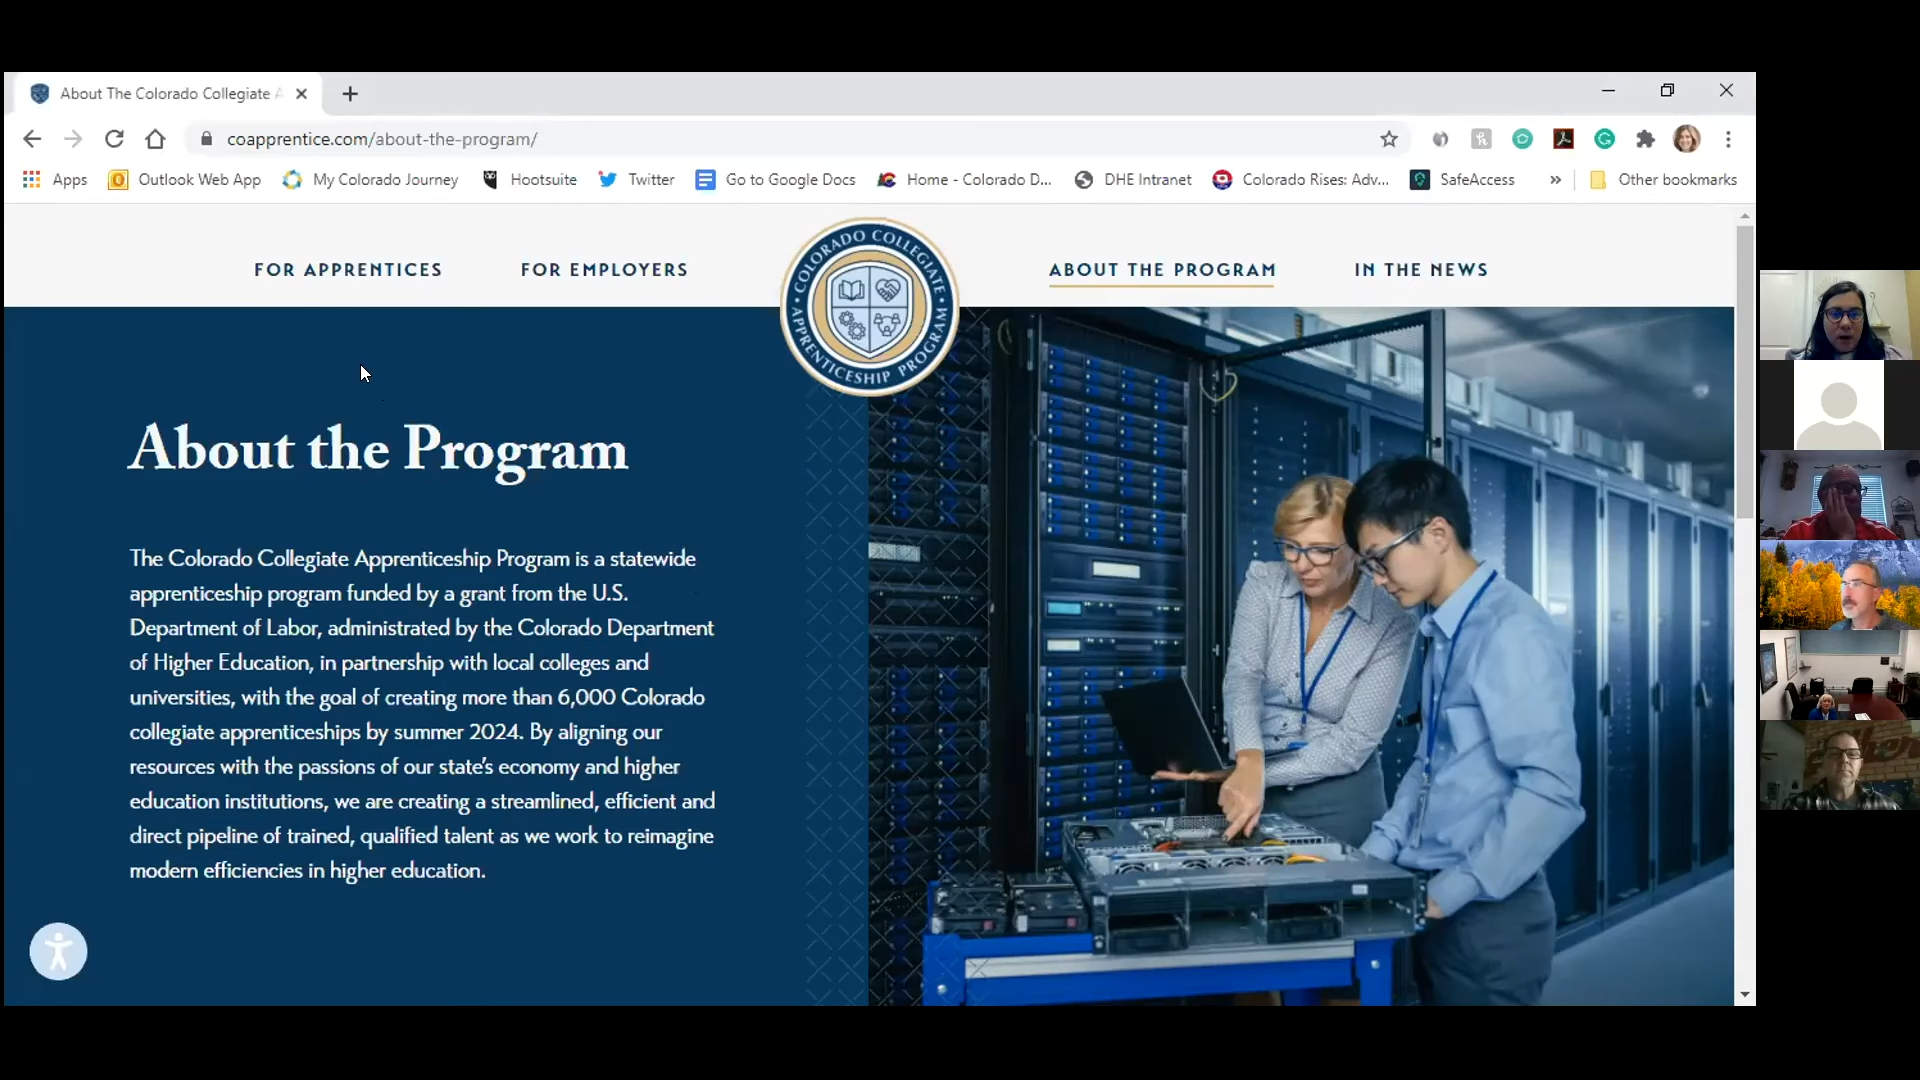 About The Colorado Collegiate A
coapprentice.com/about-the-program/
Apps Outlook Web App My Colorado Journey Hootsuite Twitter Go to Google Docs Home - Colorado D... DHE Intranet Colorado Rises: Adv... SafeAccess » Other bookmarks
FOR APPRENTICES FOR EMPLOYERS ABOUT THE PROGRAM IN THE NEWS
COLORADO COLLEGIATE
APPRENTICESHIP PROGRAM
About the Program
The Colorado Collegiate Apprenticeship Program is a statewide
apprenticeship program funded by a grant from the U.S.
Department of Labor, administrated by the Colorado Department
of Higher Education, in partnership with local colleges and
universities, with the goal of creating more than 6,000 Colorado
collegiate apprenticeships by summer 2024. By aligning our
resources with the passions of our state's economy and higher
education institutions, we are creating a streamlined, efficient and
direct pipeline of trained, qualified talent as we work to reimagine
modern efficiencies in higher education.